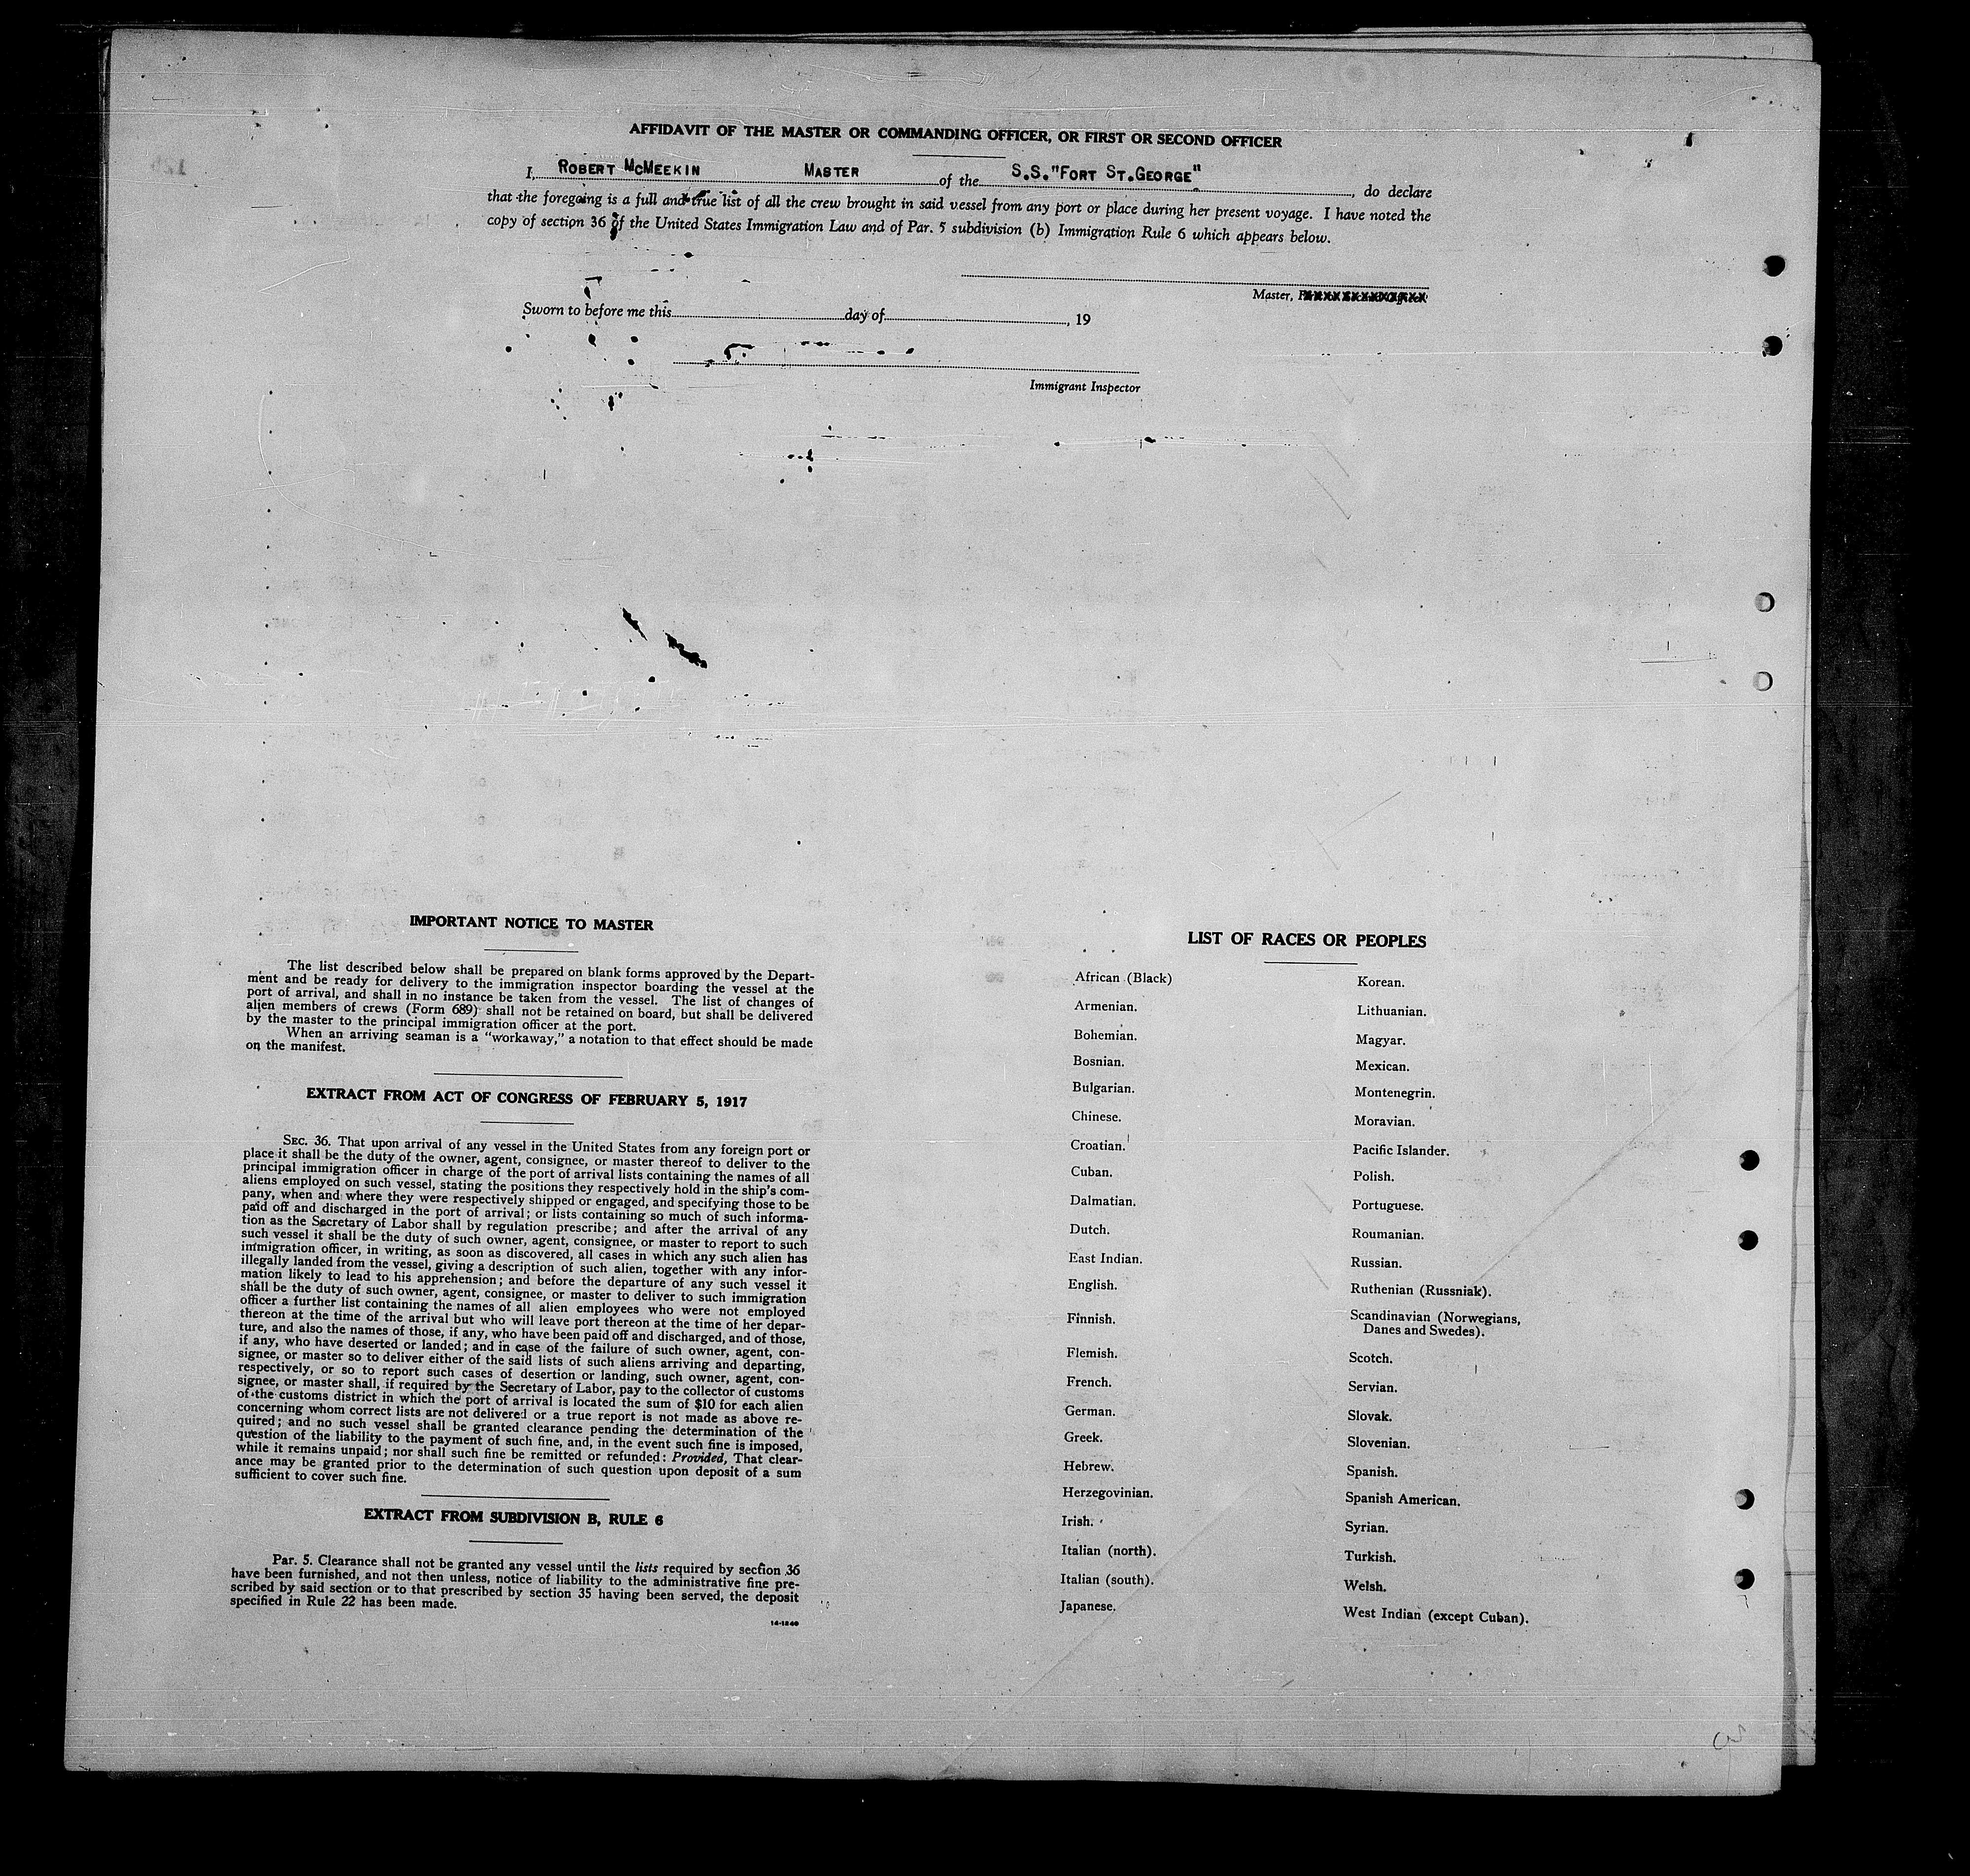 AFFIDAVIT OF THE MASTER OR COMMANDING OFFICER, OR FIRST OR SECOND OFFICER
I, ROBERT MCMEEKIN MASTER of the S.S."FORT ST.GEORGE", do declare
that the foregoing is a full and true list of all the crew brought in said vessel from any port or place during her present voyage. I have noted the
copy of section 36 of the United States Immigration Law and of Par. 5 subdivision (b) Immigration Rule 6 which appears below.
Master,
Sworn to before me this day of , 19
Immigrant Inspector
IMPORTANT NOTICE TO MASTER
The list described below shall be prepared on blank forms approved by the Depart-
ment and be ready for delivery to the immigration inspector boarding the vessel at the
port of arrival, and shall in no instance be taken from the vessel. The list of changes of
alien members of crews (Form 689) shall not be retained on board, but shall be delivered
by the master to the principal immigration officer at the port.
When an arriving seaman is a "workaway," a notation to that effect should be made
on the manifest.
EXTRACT FROM ACT OF CONGRESS OF FEBRUARY 5, 1917
SEC. 36. That upon arrival of any vessel in the United States from any foreign port or
place it shall be the duty of the owner, agent, consignee, or master thereof to deliver to the
principal immigration officer in charge of the port of arrival lists containing the names of all
aliens employed on such vessel, stating the positions they respectively hold in the ship's com-
pany, when and where they were respectively shipped or engaged, and specifying those to be
paid off and discharged in the port of arrival; or lists containing so much of such informa-
tion as the Secretary of Labor shall by regulation prescribe; and after the arrival of any
such vessel it shall be the duty of such owner, agent, consignee, or master to report to such
immigration officer, in writing, as soon as discovered, all cases in which any such alien has
illegally landed from the vessel, giving a description of such alien, together with any infor-
mation likely to lead to his apprehension; and before the departure of any such vessel it
shall be the duty of such owner, agent, consignee, or master to deliver to such immigration
officer a further list containing the names of all alien employees who were not employed
thereon at the time of the arrival but who will leave port thereon at the time of her depar-
ture, and also the names of those, if any, who have been paid off and discharged, and of those,
if any, who have deserted or landed; and in case of the failure of such owner, agent, con-
signee, or master so to deliver either of the said lists of such aliens arriving and departing,
respectively, or so to report such cases of desertion or landing, such owner, agent, con-
signee, or master shall, if required by the Secretary of Labor, pay to the collector of customs
of the customs district in which the port of arrival is located the sum of $10 for each alien
concerning whom correct lists are not delivered or a true report is not made as above re-
quired; and no such vessel shall be granted clearance pending the determination of the
question of the liability to the payment of such fine, and, in the event such fine is imposed,
while it remains unpaid; nor shall such fine be remitted or refunded: Provided, That clear-
ance may be granted prior to the determination of such question upon deposit of a sum
sufficient to cover such fine.
EXTRACT FROM SUBDIVISION B, RULE 6
Par. 5. Clearance shall not be granted any vessel until the lists required by section 36
have been furnished, and not then unless, notice of liability to the administrative fine pre-
scribed by said section or to that prescribed by section 35 having been served, the deposit
specified in Rule 22 has been made.
14-1240
LIST OF RACES OR PEOPLES
African (Black)
Armenian.
Bohemian.
Bosnian.
Bulgarian.
Chinese.
Croatian.
Cuban.
Dalmatian.
Dutch.
East Indian.
English.
Finnish.
Flemish.
French.
German.
Greek.
Hebrew.
Herzegovinian.
Irish.
Italian (north).
Italian (south).
Japanese.
Korean.
Lithuanian.
Magyar.
Mexican.
Montenegrin.
Moravian.
Pacific Islander.
Polish.
Portuguese.
Roumanian.
Russian.
Ruthenian (Russniak).
Scandinavian (Norwegians,
Danes and Swedes).
Scotch.
Servian.
Slovak.
Slovenian.
Spanish.
Spanish American.
Syrian.
Turkish.
Welsh.
West Indian (except Cuban).